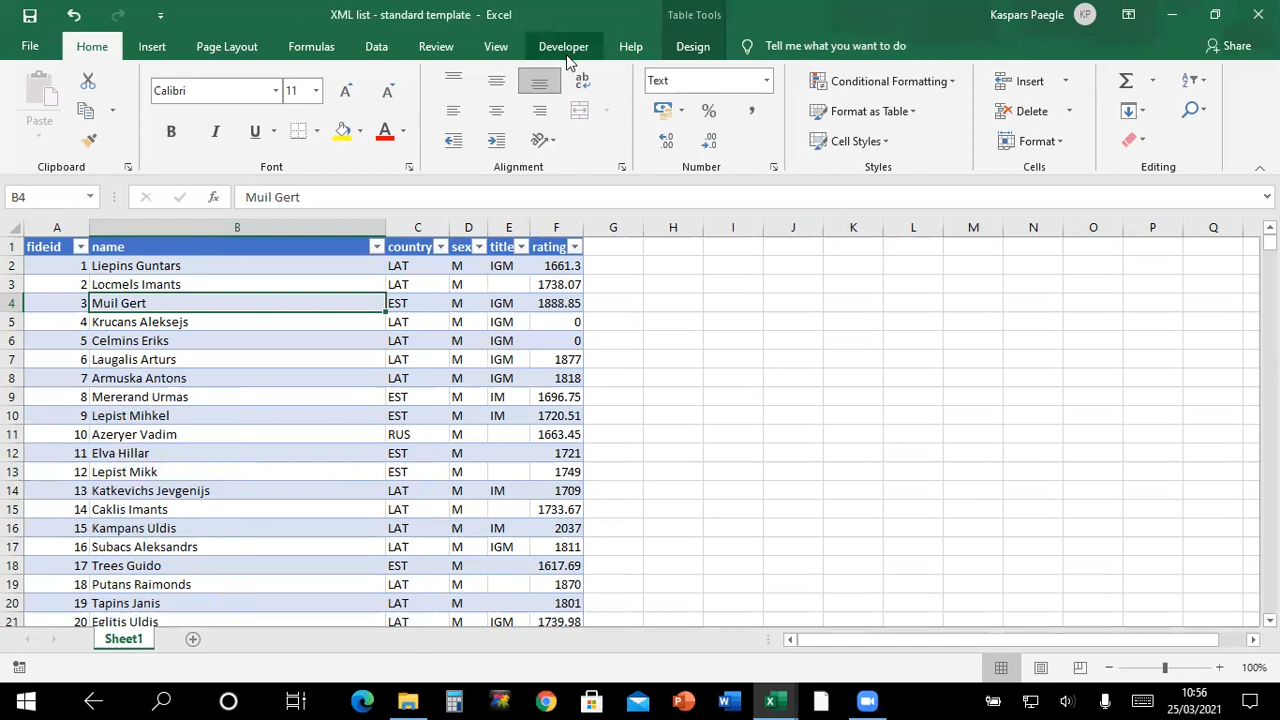 XML list - standard template - Excel
Table Tools
Kaspars Paegle
KP
File Home Insert Page Layout Formulas Data Review View Developer Help Design Tell me what you want to do Share
Paste
Calibri 11
B I U A A A
ab
Text
% ,
Conditional Formatting
Format as Table
Cell Styles
Insert
Delete
Format
Clipboard Font Alignment Number Styles Cells Editing
B4 fx Muil Gert
A B C D E F G H I J K L M N O P Q
1 fideid name country sex title rating
2 1 Liepins Guntars LAT M IGM 1661.3
3 2 Locmels Imants LAT M 1738.07
4 3 Muil Gert EST M IGM 1888.85
5 4 Krucans Aleksejs LAT M IGM 0
6 5 Celmins Eriks LAT M IGM 0
7 6 Laugalis Arturs LAT M IGM 1877
8 7 Armuska Antons LAT M IGM 1818
9 8 Mererand Urmas EST M IM 1696.75
10 9 Lepist Mihkel EST M IM 1720.51
11 10 Azeryer Vadim RUS M 1663.45
12 11 Elva Hillar EST M 1721
13 12 Lepist Mikk EST M 1749
14 13 Katkevichs Jevgenijs LAT M IM 1709
15 14 Caklis Imants LAT M 1733.67
16 15 Kampans Uldis LAT M IM 2037
17 16 Subacs Aleksandrs LAT M IGM 1811
18 17 Trees Guido EST M 1617.69
19 18 Putans Raimonds LAT M 1870
20 19 Tapins Janis LAT M 1801
21 20 Eglitis Uldis LAT M IGM 1739.98
Sheet1
100%
10:56
25/03/2021